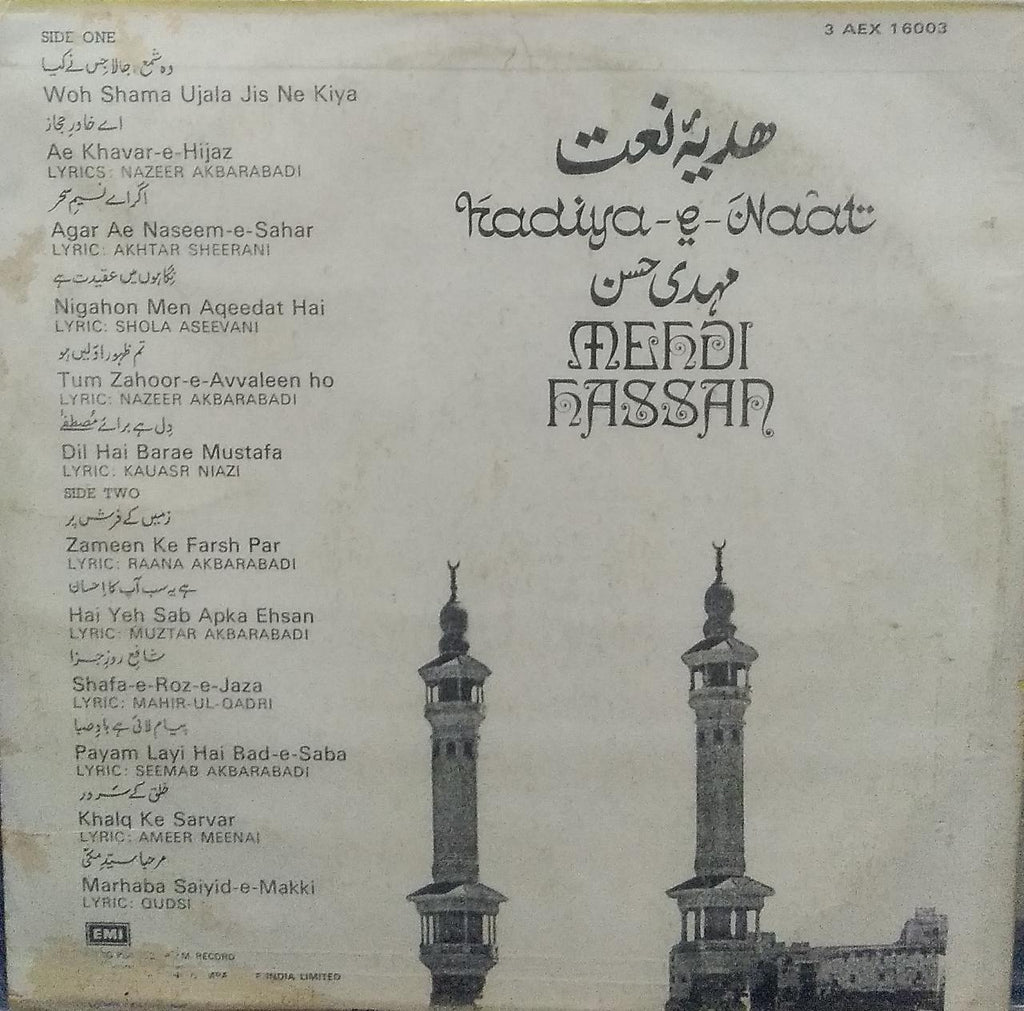 SIDE ONE
وہ شمع اجالا جس نے کیا
Woh Shama Ujala Jis Ne Kiya
اے خاورِ حجاز
Ae Khavar-e-Hijaz
LYRICS: NAZEER AKBARABADI
اگر اے نسیمِ سحر
Agar Ae Naseem-e-Sahar
LYRIC: AKHTAR SHEERANI
نگاہوں میں عقیدت ہے
Nigahon Men Aqeedat Hai
LYRIC: SHOLA ASEEVANI
تم ظہور اوّلیں ہو
Tum Zahoor-e-Avvaleen ho
LYRIC: NAZEER AKBARABADI
دِل ہے برائے مُصطفےٰ
Dil Hai Barae Mustafa
LYRIC: KAUASR NIAZI
SIDE TWO
زمیں کے فرش پر
Zameen Ke Farsh Par
LYRIC: RAANA AKBARABADI
ہے یہ سب آپ کا احسان
Hai Yeh Sab Apka Ehsan
LYRIC: MUZTAR AKBARABADI
شافعِ روزِ جزا
Shafa-e-Roz-e-Jaza
LYRIC: MAHIR-UL-QADRI
پیام لائی ہے بادِ صبا
Payam Layi Hai Bad-e-Saba
LYRIC: SEEMAB AKBARABADI
خلق کے سرور
Khalq Ke Sarvar
LYRIC: AMEER MEENAI
مرحبا سیّدِ مکّی
Marhaba Saiyid-e-Makki
LYRIC: QUDSI
EMI
RECORD
INDIA LIMITED
3 AEX 16003
ھدیۂ نعت
Hadiya-e-Naat
مہدی حسن
MEHDI
HASSAN